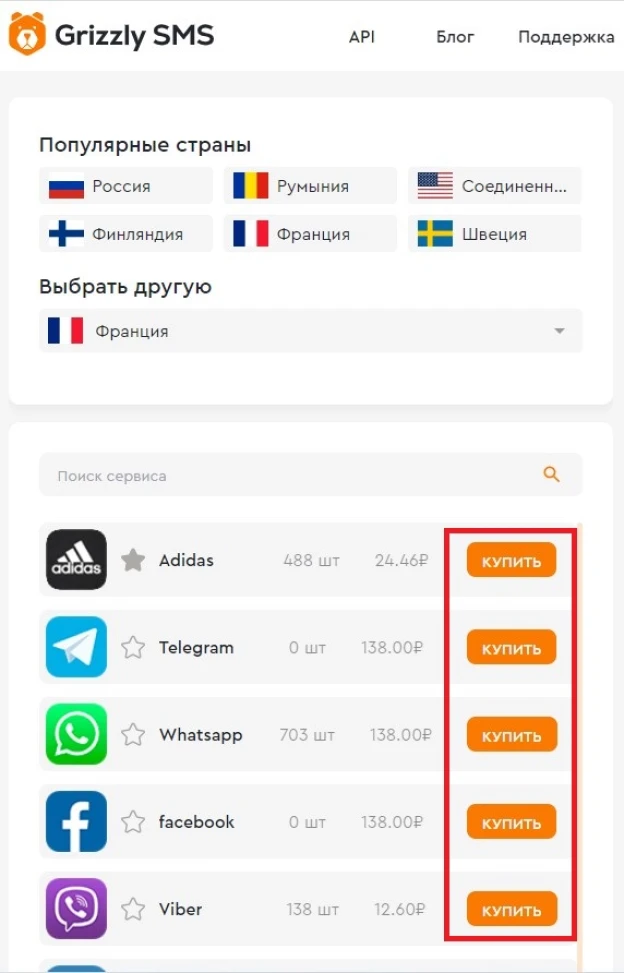 Grizzly SMS API Блог Поддержка
Популярные страны
Россия Румыния Соединенн...
Финляндия Франция Швеция
Выбрать другую
Франция
Поиск сервиса
adidas Adidas 488 шт 24.46₽ КУПИТЬ
Telegram 0 шт 138.00₽ КУПИТЬ
Whatsapp 703 шт 138.00₽ КУПИТЬ
facebook 0 шт 138.00₽ КУПИТЬ
Viber 138 шт 12.60₽ КУПИТЬ